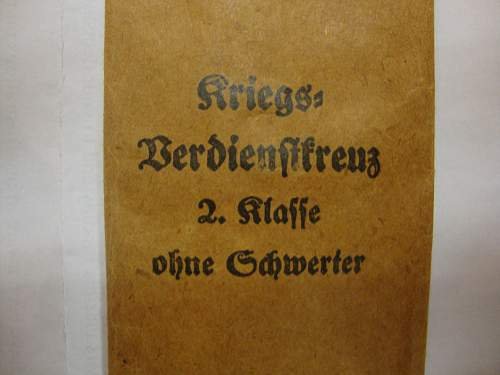 Kriegs=
Verdienstkreuz
2. Klasse
ohne Schwerter